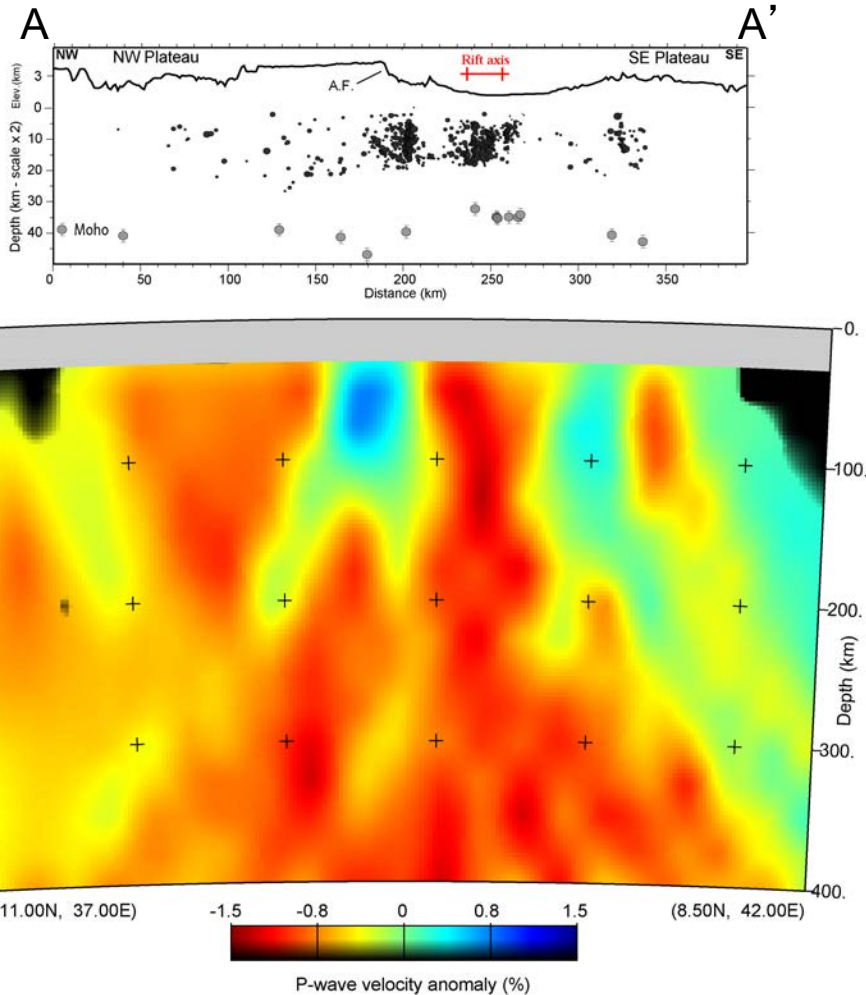 A A’
NW NW Plateau SE Plateau SE
Rift axis
A.F.
Elev.(km)
3
0
10
20
30
40
Depth (km - scale x 2)
Moho
0 50 100 150 200 250 300 350
Distance (km)
0.
100.
200.
300.
400.
Depth (km)
11.00N, 37.00E) -1.5 -0.8 0 0.8 1.5 (8.50N, 42.00E)
P-wave velocity anomaly (%)